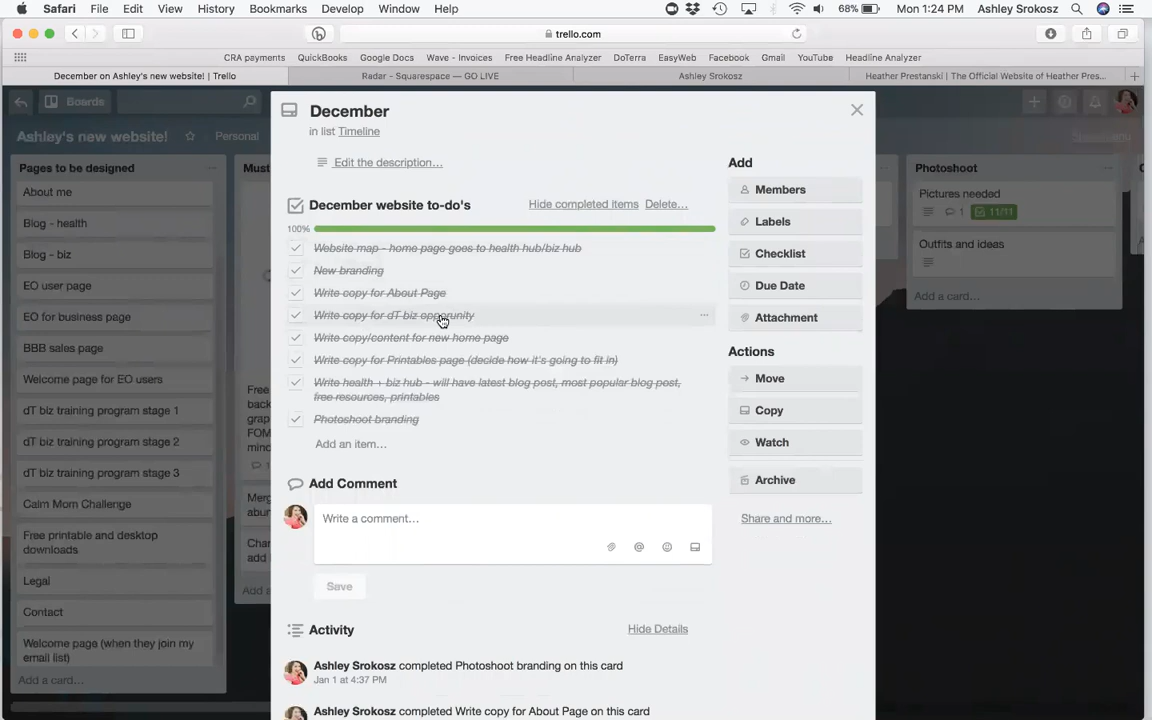 Safari File Edit View History Bookmarks Develop Window Help 68% Mon 1:24 PM Ashley Srokosz
trello.com
CRA payments QuickBooks Google Docs Wave - Invoices Free Headline Analyzer DoTerra EasyWeb Facebook Gmail YouTube Headline Analyzer
December on Ashley's new website! | Trello Radar - Squarespace — GO LIVE Ashley Srokosz Heather Prestanski | The Official Website of Heather Pres...
Boards
Ashley's new website! Personal
Pages to be designed
About me
Blog - health
Blog - biz
EO user page
EO for business page
BBB sales page
Welcome page for EO users
dT biz training program stage 1
dT biz training program stage 2
dT biz training program stage 3
Calm Mom Challenge
Free printable and desktop
downloads
Legal
Contact
Welcome page (when they join my
email list)
Add a card...
Must
Free
back
grap
FOM
mind
Merg
abun
Char
add l
Add a
December
in list Timeline
Edit the description...
December website to-do's
Hide completed items Delete...
100%
Website map - home page goes to health hub/biz hub
New branding
Write copy for About Page
Write copy for dT biz opporunity
Write copy/content for new home page
Write copy for Printables page (decide how it's going to fit in)
Write health + biz hub - will have latest blog post, most popular blog post,
free resources, printables
Photoshoot branding
Add an item...
Add Comment
Write a comment...
Save
Activity
Hide Details
Ashley Srokosz completed Photoshoot branding on this card
Jan 1 at 4:37 PM
Ashley Srokosz completed Write copy for About Page on this card
Add
Members
Labels
Checklist
Due Date
Attachment
Actions
Move
Copy
Watch
Archive
Share and more...
Photoshoot
Pictures needed
1 11/11
Outfits and ideas
Add a card...